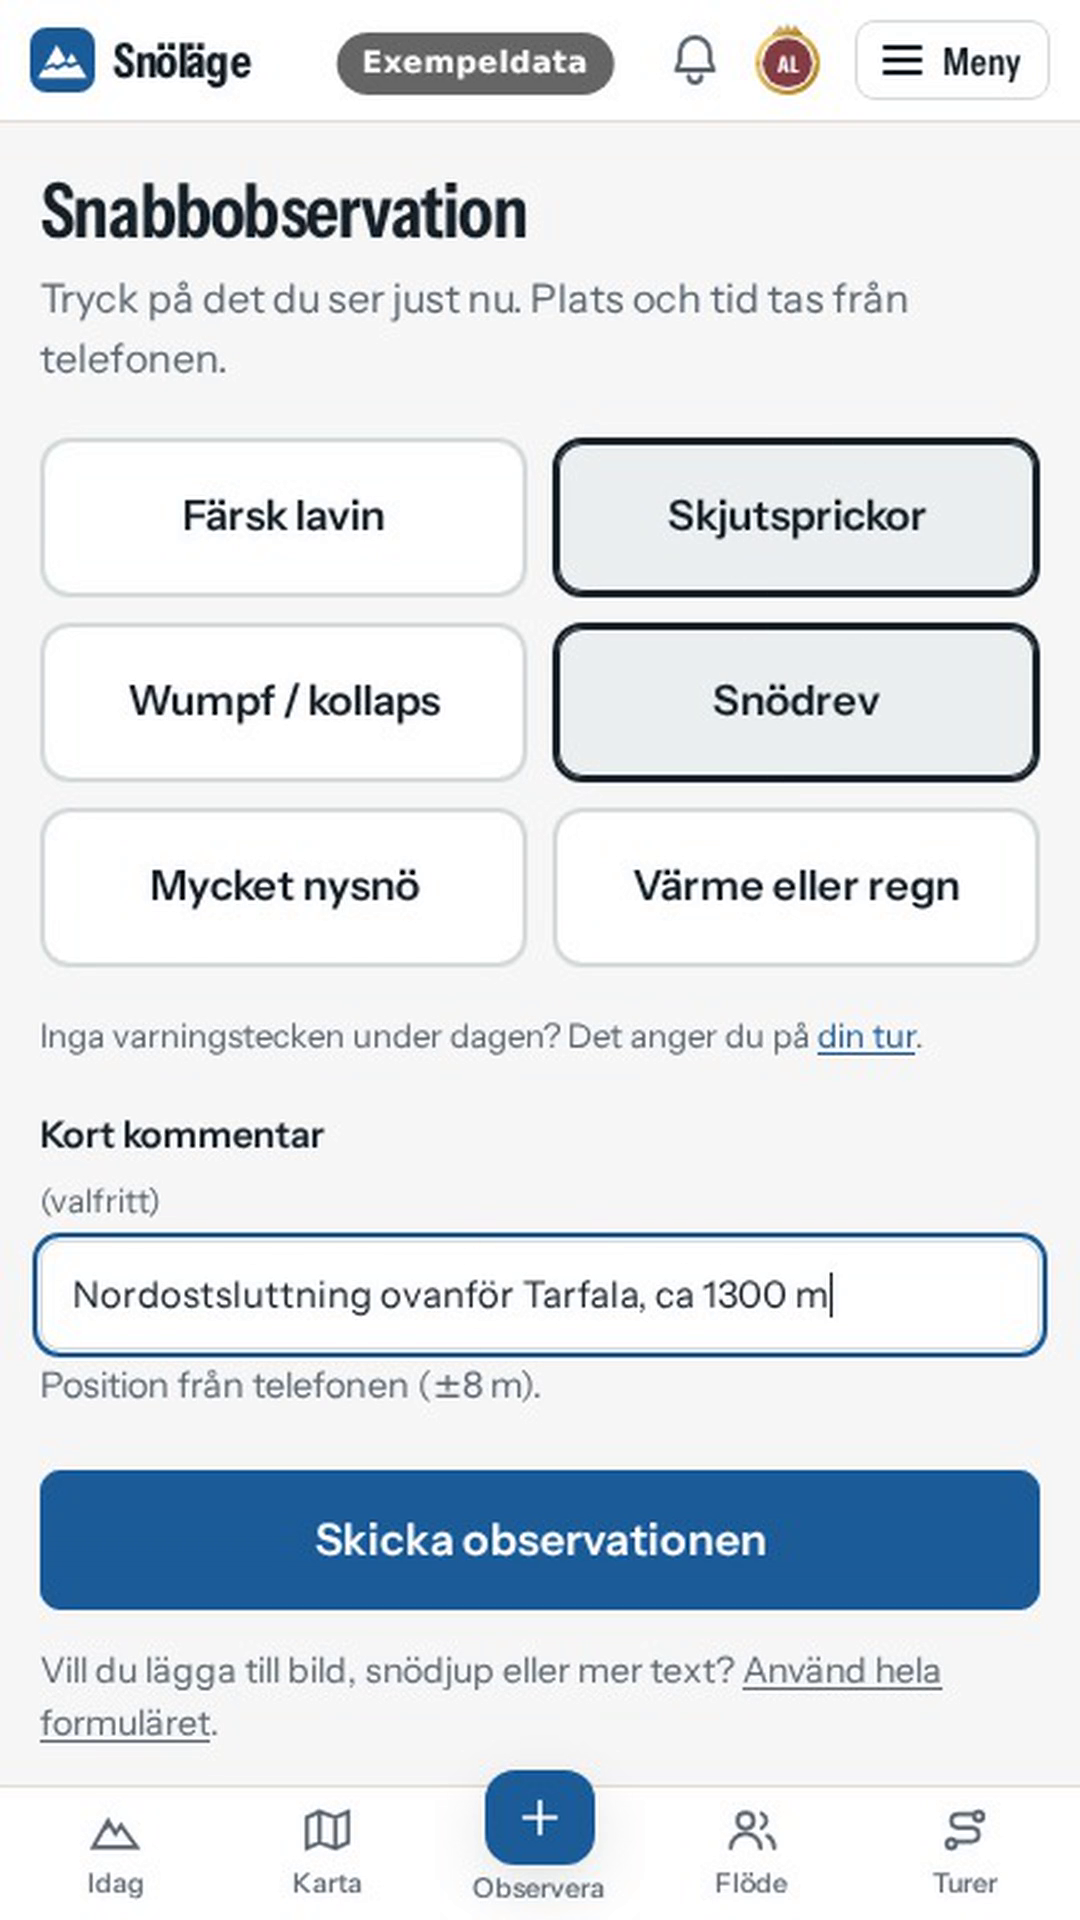 Snöläge
Exempeldata
AL
Meny
Snabbobservation
Tryck på det du ser just nu. Plats och tid tas från
telefonen.
Färsk lavin
Skjutsprickor
Wumpf / kollaps
Snödrev
Mycket nysnö
Värme eller regn
Inga varningstecken under dagen? Det anger du på din tur.
Kort kommentar
(valfritt)
Nordostsluttning ovanför Tarfala, ca 1300 m
Position från telefonen (±8 m).
Skicka observationen
Vill du lägga till bild, snödjup eller mer text? Använd hela
formuläret.
Idag
Karta
Observera
Flöde
Turer